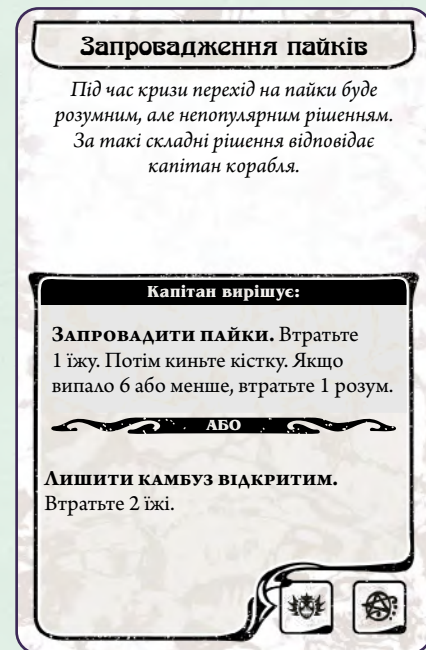 Запровадження пайків
Під час кризи перехід на пайки буде
розумним, але непопулярним рішенням.
За такі складні рішення відповідає
капітан корабля.
Капітан вирішує:
Запровадити пайки. Втратьте
1 їжу. Потім киньте кістку. Якщо
випало 6 або менше, втратьте 1 розум.
АБО
Лишити камбуз відкритим.
Втратьте 2 їжі.